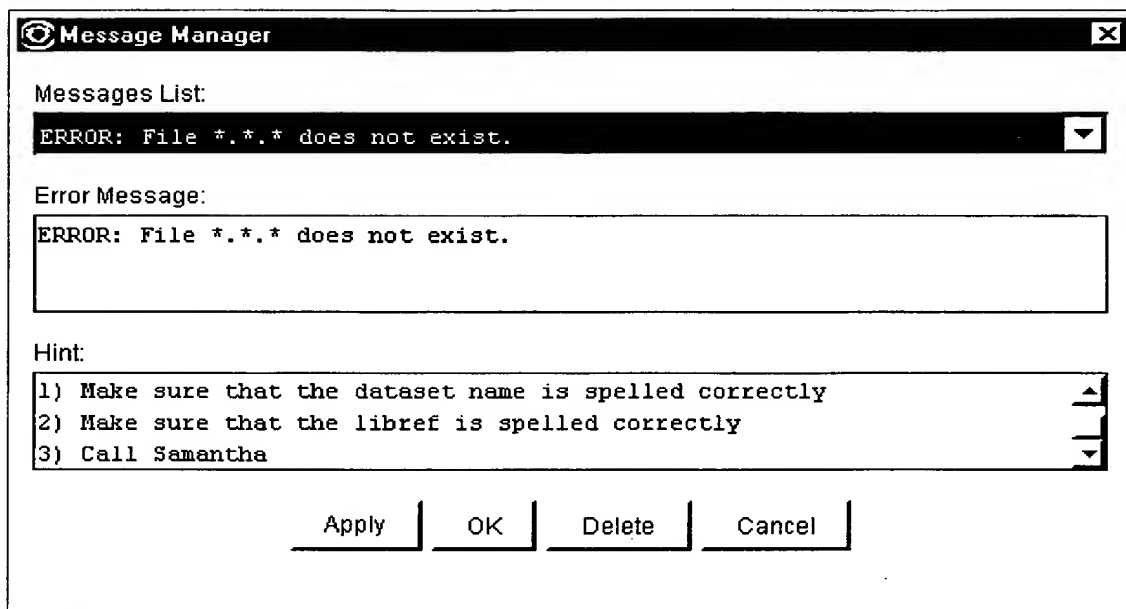 Message Manager
Messages List:
ERROR: File *.*.* does not exist.
Error Message:
ERROR: File *.*.* does not exist.
Hint:
1) Make sure that the dataset name is spelled correctly
2) Make sure that the libref is spelled correctly
3) Call Samantha
Apply OK Delete Cancel